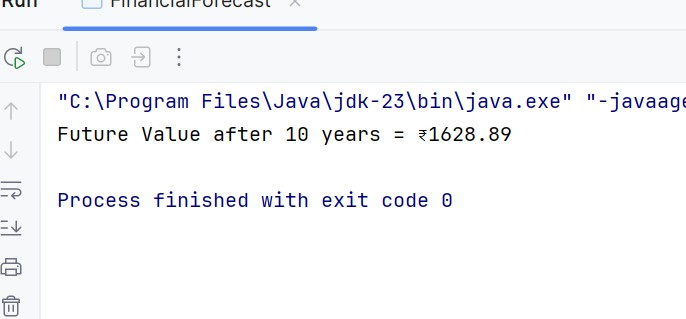 Run FinancialForecast
"C:\Program Files\Java\jdk-23\bin\java.exe" "-javaage
Future Value after 10 years = ₹1628.89
Process finished with exit code 0